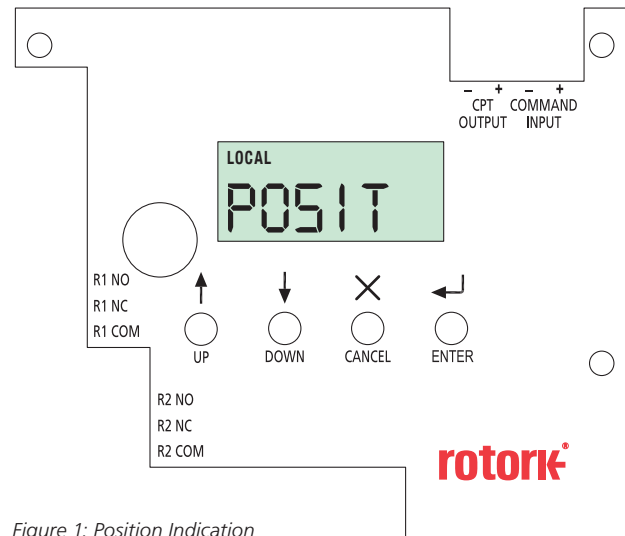 – + – +
CPT COMMAND
OUTPUT INPUT
LOCAL
POSIT
R1 NO
R1 NC
R1 COM
UP DOWN CANCEL ENTER
R2 NO
R2 NC
R2 COM
rotork®
Figure 1: Position Indication